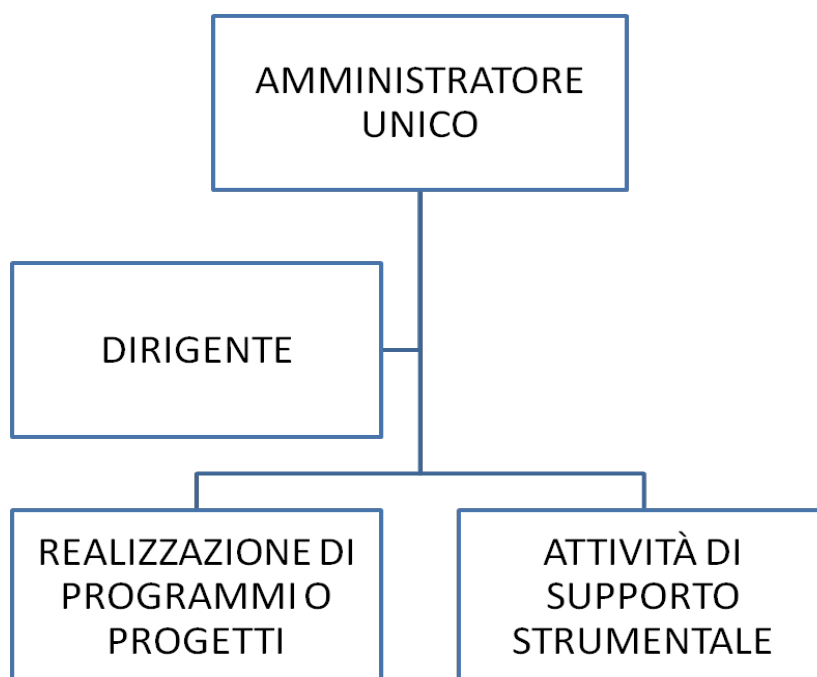 AMMINISTRATORE
UNICO
DIRIGENTE
REALIZZAZIONE DI
PROGRAMMI O
PROGETTI
ATTIVITÀ DI
SUPPORTO
STRUMENTALE